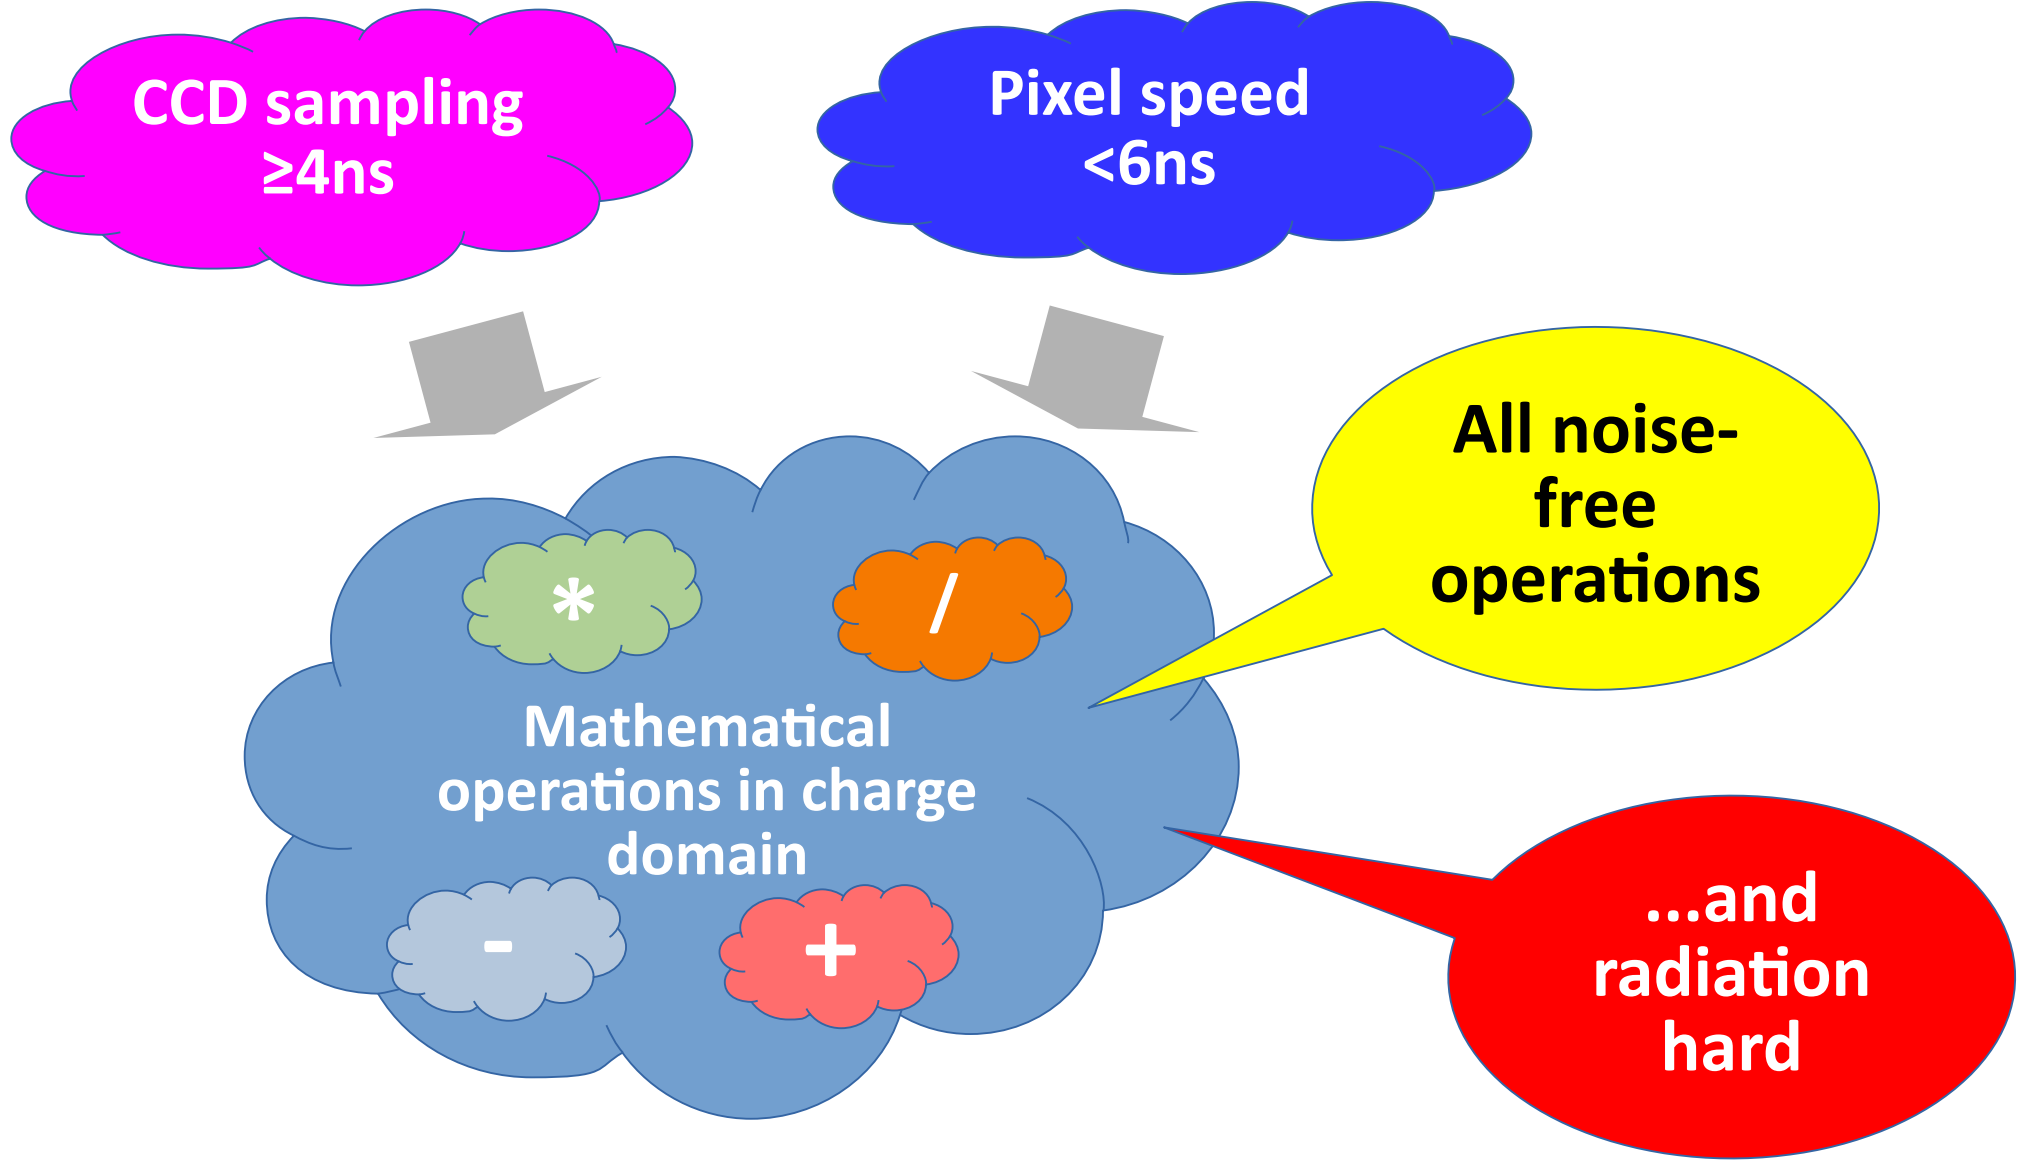 CCD sampling
≥4ns
Pixel speed
<6ns
All noise-
free
operations
*
/
Mathematical
operations in charge
domain
-
+
...and
radiation
hard